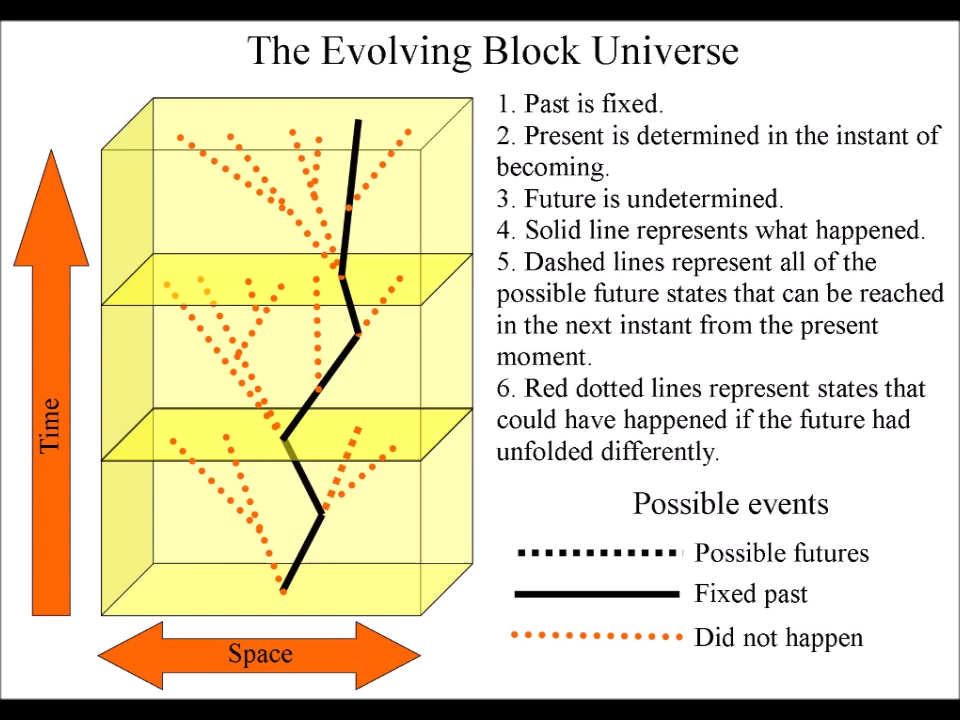 The Evolving Block Universe
1. Past is fixed.
2. Present is determined in the instant of
becoming.
3. Future is undetermined.
4. Solid line represents what happened.
5. Dashed lines represent all of the
possible future states that can be reached
in the next instant from the present
moment.
6. Red dotted lines represent states that
could have happened if the future had
unfolded differently.
Possible events
Possible futures
Fixed past
Did not happen
Time
Space